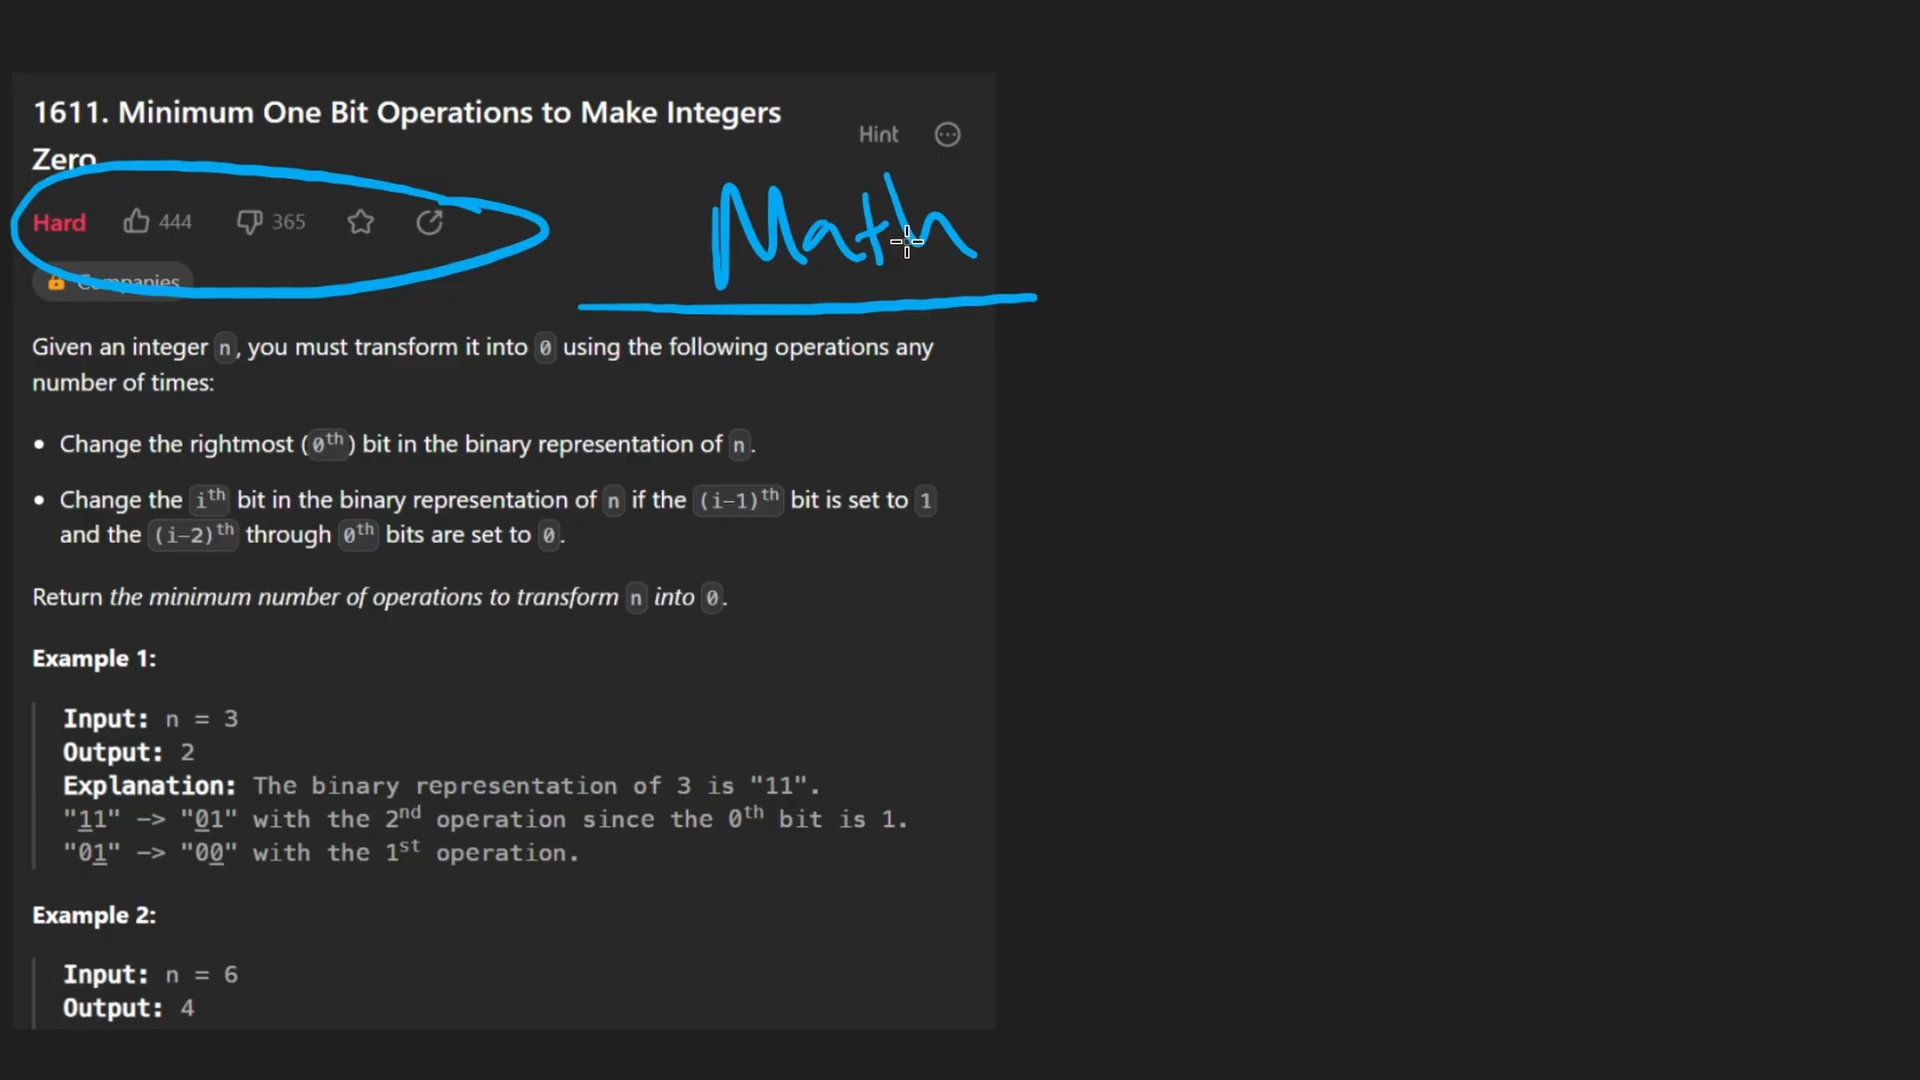 1611. Minimum One Bit Operations to Make Integers
Zero
Hint
Hard 444 365
Math
Companies
Given an integer n, you must transform it into 0 using the following operations any
number of times:
• Change the rightmost (0th) bit in the binary representation of n.
• Change the ith bit in the binary representation of n if the (i-1)th bit is set to 1
and the (i-2)th through 0th bits are set to 0.
Return the minimum number of operations to transform n into 0.
Example 1:
Input: n = 3
Output: 2
Explanation: The binary representation of 3 is "11".
"11" -> "01" with the 2nd operation since the 0th bit is 1.
"01" -> "00" with the 1st operation.
Example 2:
Input: n = 6
Output: 4